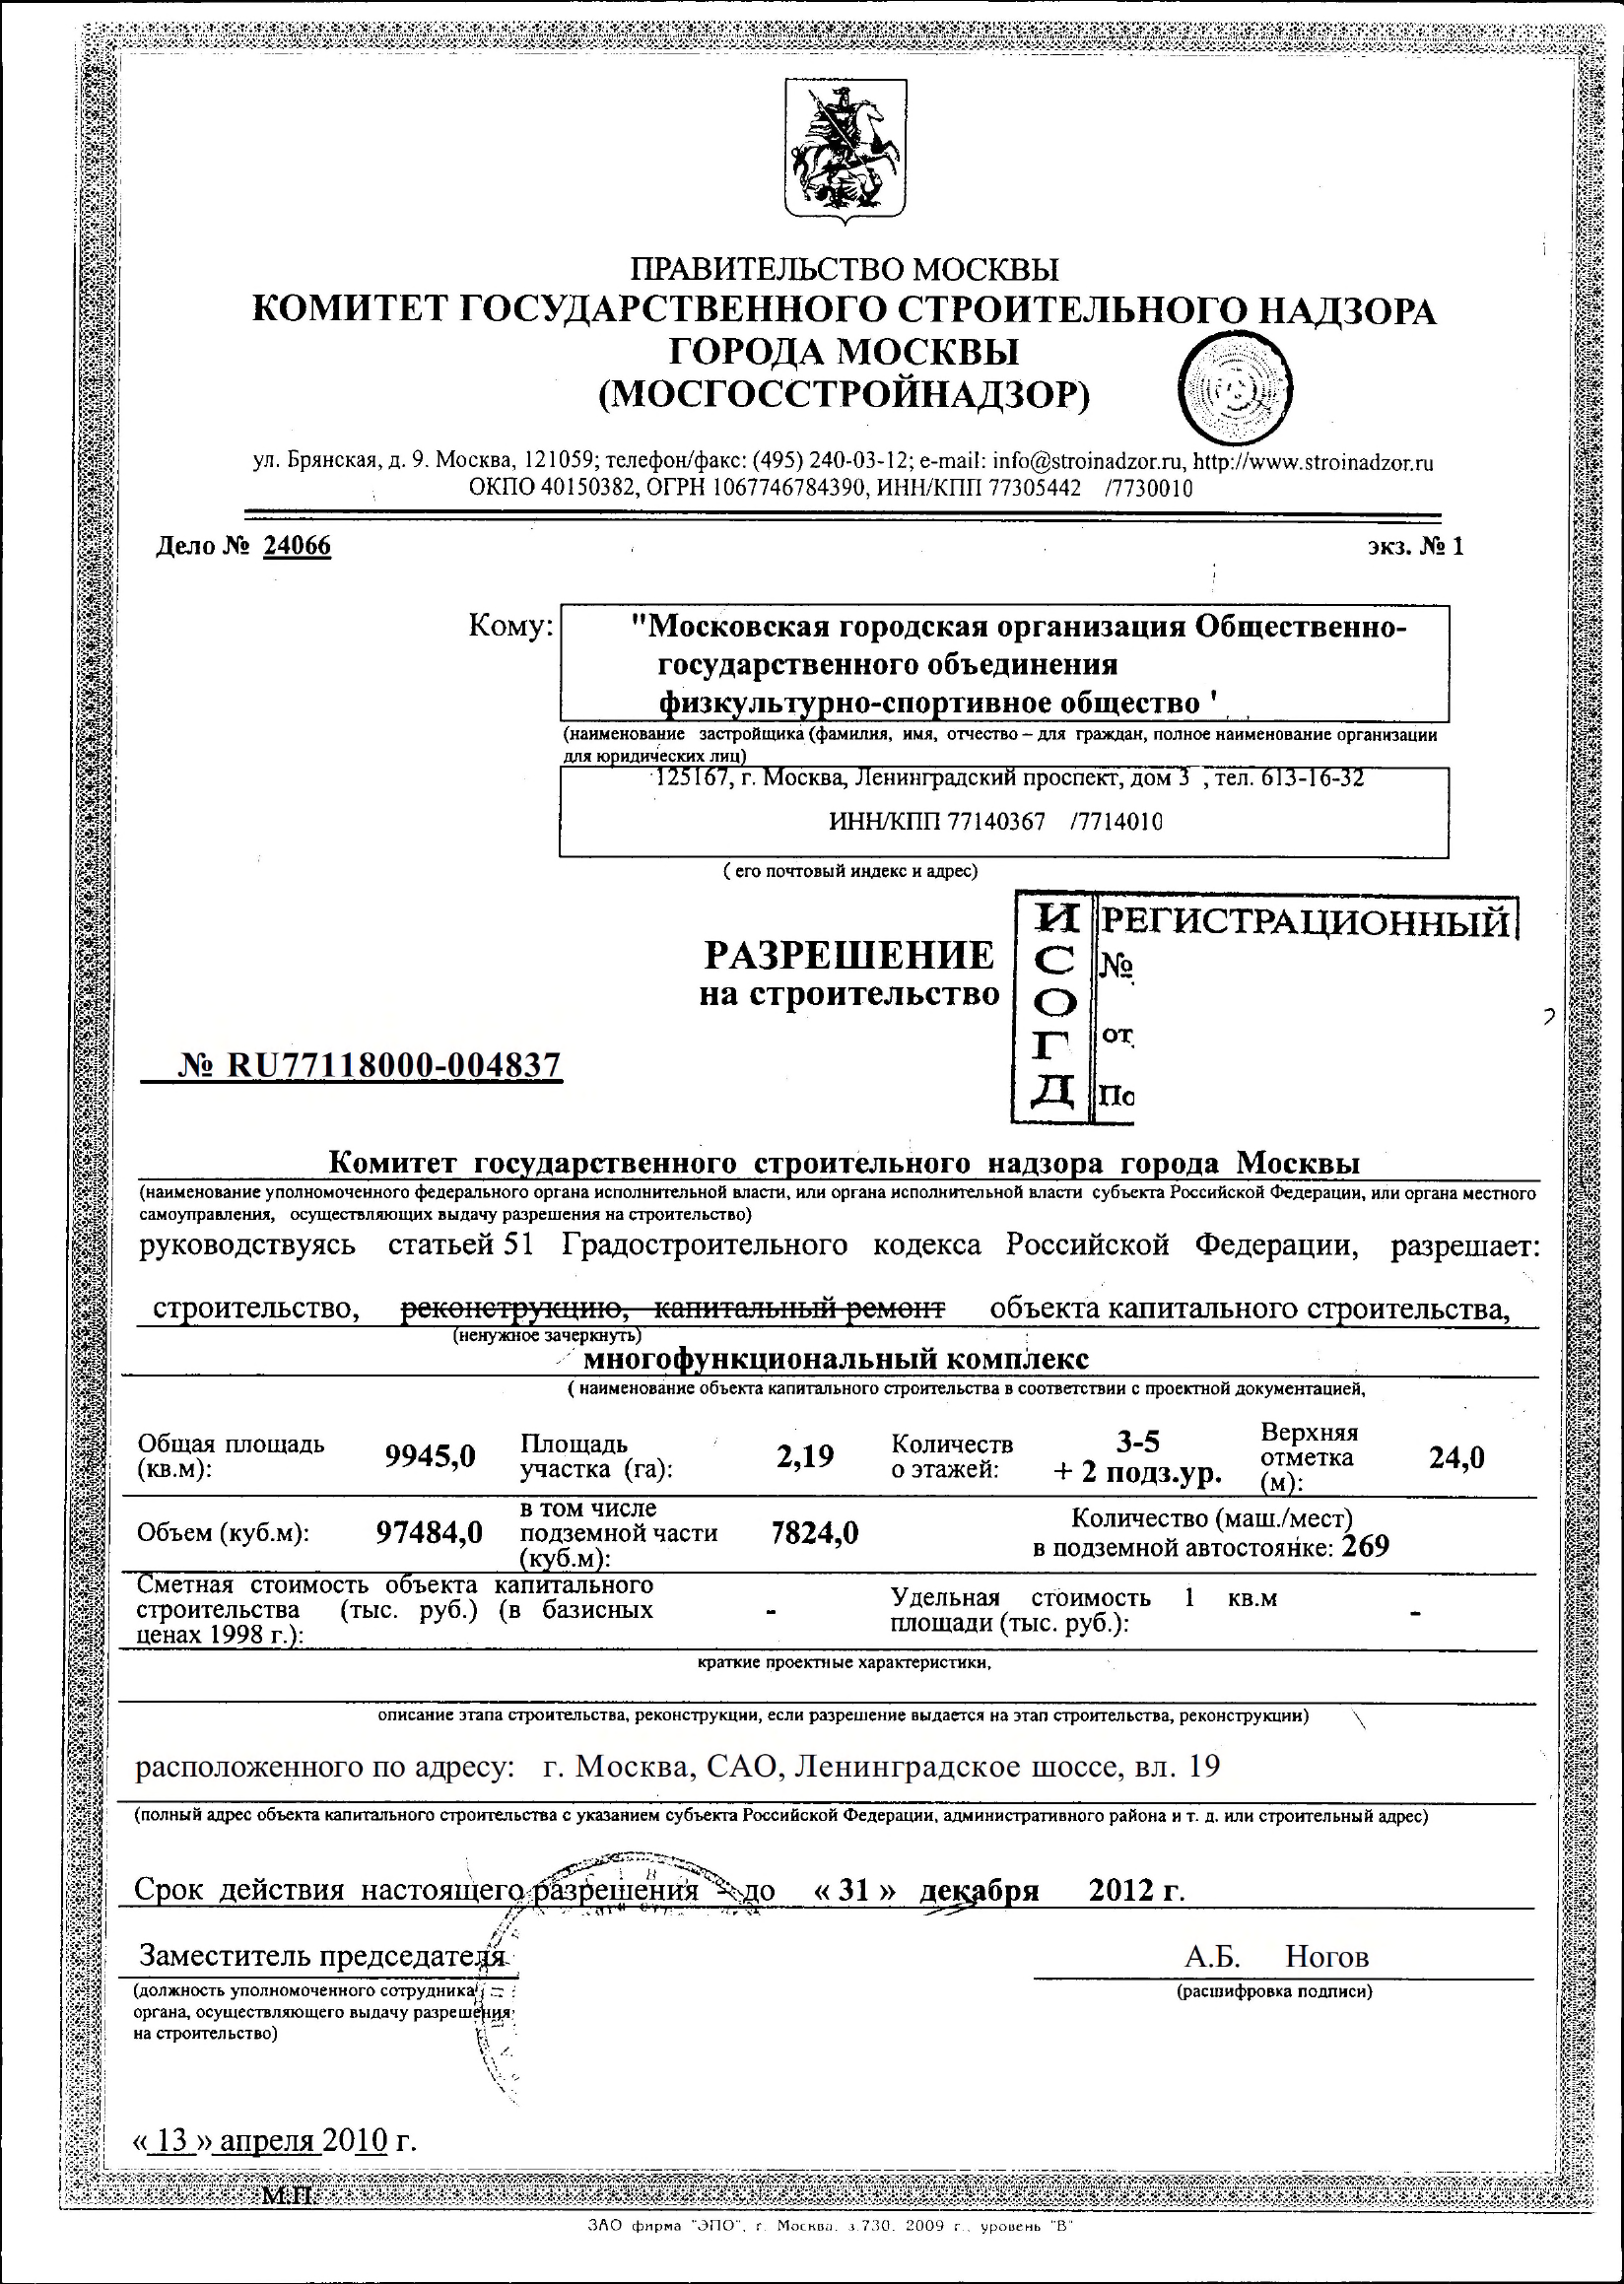 ПРАВИТЕЛЬСТВО МОСКВЫ
КОМИТЕТ ГОСУДАРСТВЕННОГО СТРОИТЕЛЬНОГО НАДЗОРА
ГОРОДА МОСКВЫ
(МОСГОССТРОЙНАДЗОР)
ул. Брянская, д. 9. Москва, 121059; телефон/факс: (495) 240-03-12; e-mail: info@stroinadzor.ru, http://www.stroinadzor.ru
ОКПО 40150382, ОГРН 1067746784390, ИНН/КПП 77305442 /7730010
Дело № 24066 экз. № 1
Кому: "Московская городская организация Общественно-
государственного объединения
физкультурно-спортивное общество '
(наименование застройщика (фамилия, имя, отчество – для граждан, полное наименование организации
для юридических лиц)
125167, г. Москва, Ленинградский проспект, дом 3 , тел. 613-16-32
ИНН/КПП 77140367 /7714010
( его почтовый индекс и адрес)
РАЗРЕШЕНИЕ
на строительство
ИСОГД
РЕГИСТРАЦИОННЫЙ
№
от
По
№ RU77118000-004837
Комитет государственного строительного надзора города Москвы
(наименование уполномоченного федерального органа исполнительной власти, или органа исполнительной власти субъекта Российской Федерации, или органа местного
самоуправления, осуществляющих выдачу разрешения на строительство)
руководствуясь статьей 51 Градостроительного кодекса Российской Федерации, разрешает:
строительство, реконструкцию, капитальный ремонт объекта капитального строительства,
(ненужное зачеркнуть)
многофункциональный комплекс
( наименование объекта капитального строительства в соответствии с проектной документацией,
Общая площадь
(кв.м): 9945,0
Площадь
участка (га): 2,19
Количеств
о этажей:
3-5
+ 2 подз.ур.
Верхняя
отметка
(м): 24,0
Объем (куб.м): 97484,0
в том числе
подземной части
(куб.м): 7824,0
Количество (маш./мест)
в подземной автостоянке: 269
Сметная стоимость объекта капитального
строительства (тыс. руб.) (в базисных
ценах 1998 г.): -
Удельная стоимость 1 кв.м
площади (тыс. руб.): -
краткие проектные характеристики,
описание этапа строительства, реконструкции, если разрешение выдается на этап строительства, реконструкции)
расположенного по адресу: г. Москва, САО, Ленинградское шоссе, вл. 19
(полный адрес объекта капитального строительства с указанием субъекта Российской Федерации, административного района и т. д. или строительный адрес)
Срок действия настоящего разрешения – до « 31 » декабря 2012 г.
Заместитель председателя А.Б. Ногов
(должность уполномоченного сотрудника (расшифровка подписи)
органа, осуществляющего выдачу разрешения
на строительство)
« 13 » апреля 2010 г.
М.П.
ЗАО фирма "ЭПО", г. Москва, з.730, 2009 г., уровень "В"